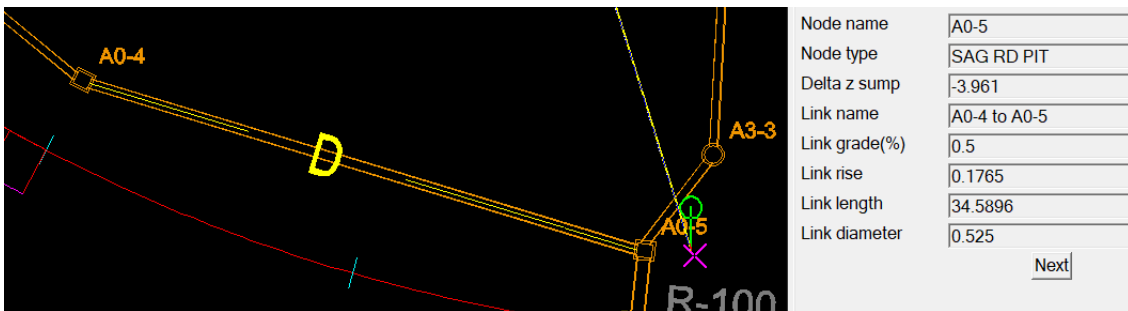 A0-4
D
A3-3
A0-5
R-100
Node name A0-5
Node type SAG RD PIT
Delta z sump -3.961
Link name A0-4 to A0-5
Link grade(%) 0.5
Link rise 0.1765
Link length 34.5896
Link diameter 0.525
Next